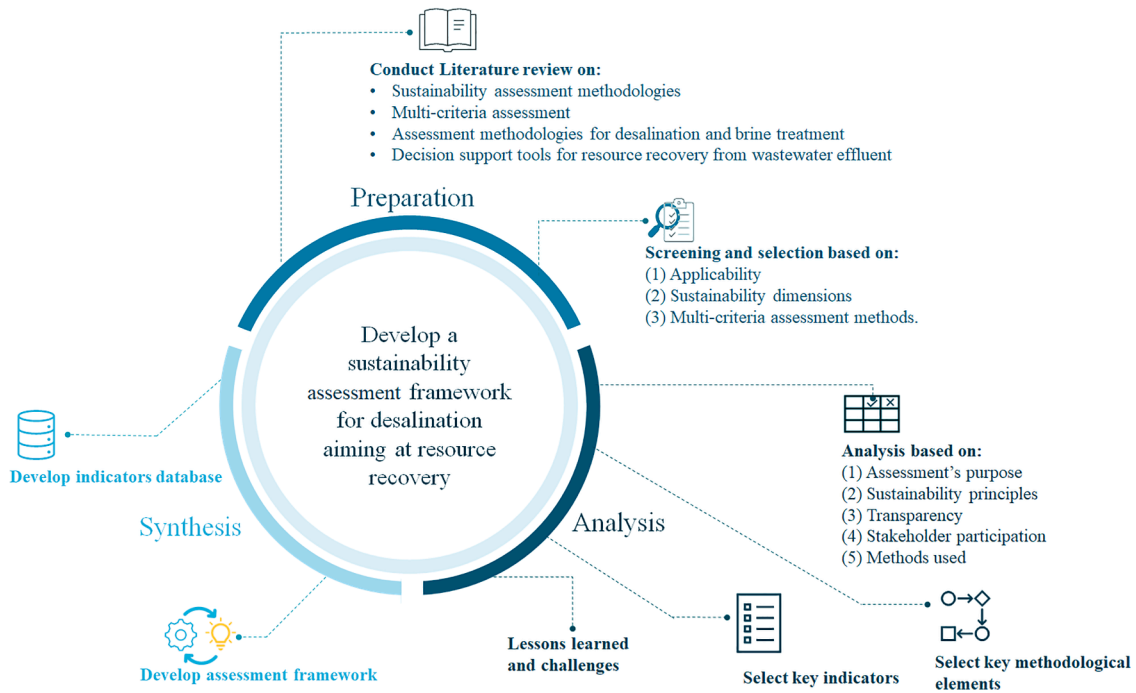 Conduct Literature review on:
• Sustainability assessment methodologies
• Multi-criteria assessment
• Assessment methodologies for desalination and brine treatment
• Decision support tools for resource recovery from wastewater effluent
Preparation
Screening and selection based on:
(1) Applicability
(2) Sustainability dimensions
(3) Multi-criteria assessment methods.
Develop a
sustainability
assessment framework
for desalination
aiming at resource
recovery
Analysis based on:
(1) Assessment's purpose
(2) Sustainability principles
(3) Transparency
(4) Stakeholder participation
(5) Methods used
Develop indicators database
Synthesis
Analysis
Develop assessment framework
Lessons learned
and challenges
Select key indicators
Select key methodological
elements